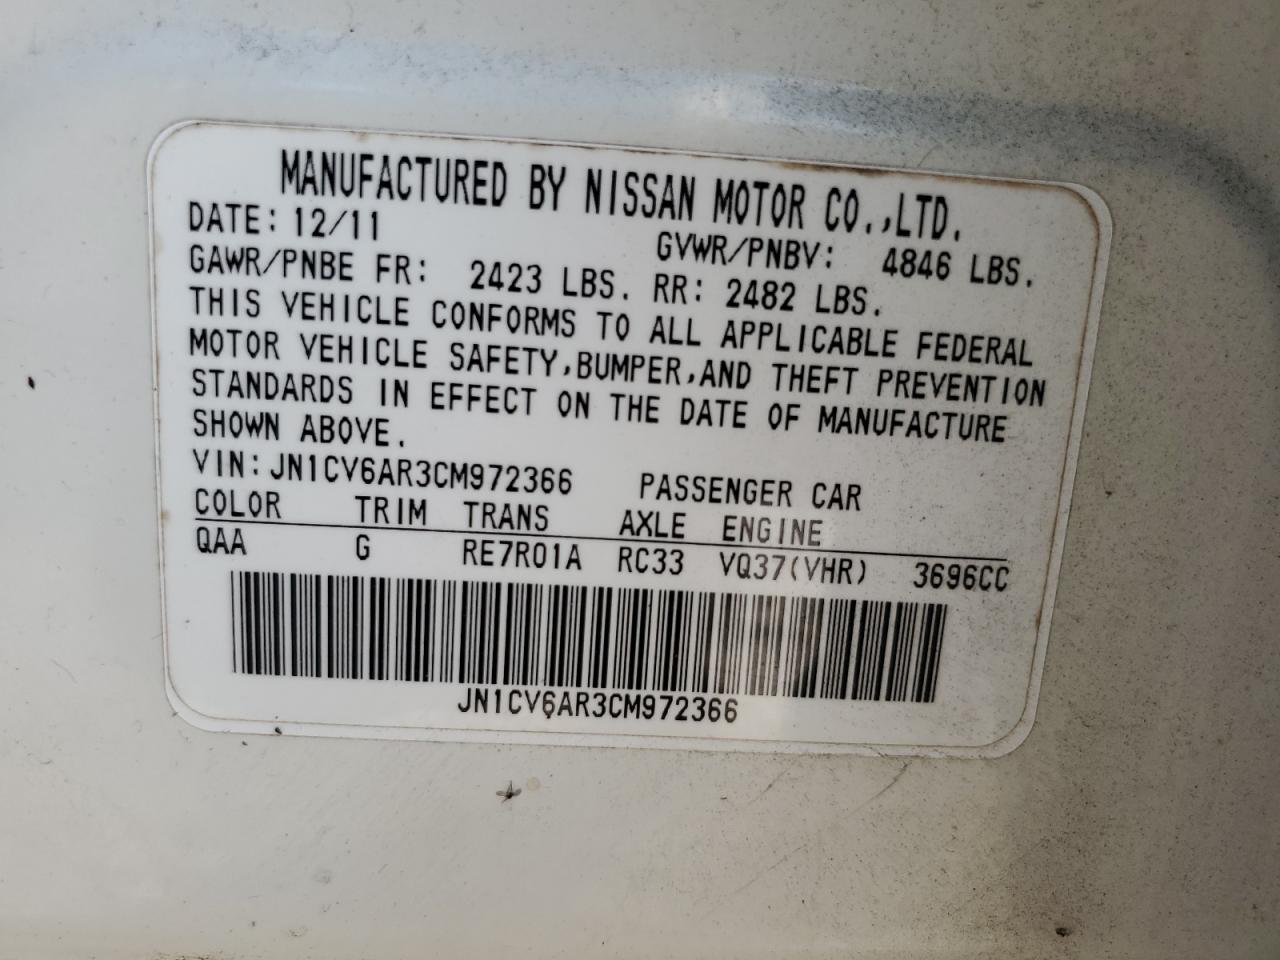 MANUFACTURED BY NISSAN MOTOR CO.,LTD.
DATE: 12/11 GVWR/PNBV: 4846 LBS.
GAWR/PNBE FR: 2423 LBS. RR: 2482 LBS.
THIS VEHICLE CONFORMS TO ALL APPLICABLE FEDERAL
MOTOR VEHICLE SAFETY,BUMPER,AND THEFT PREVENTION
STANDARDS IN EFFECT ON THE DATE OF MANUFACTURE
SHOWN ABOVE.
VIN:JN1CV6AR3CM972366 PASSENGER CAR
COLOR TRIM TRANS AXLE ENGINE
QAA G RE7R01A RC33 VQ37(VHR) 3696CC
JN1CV6AR3CM972366